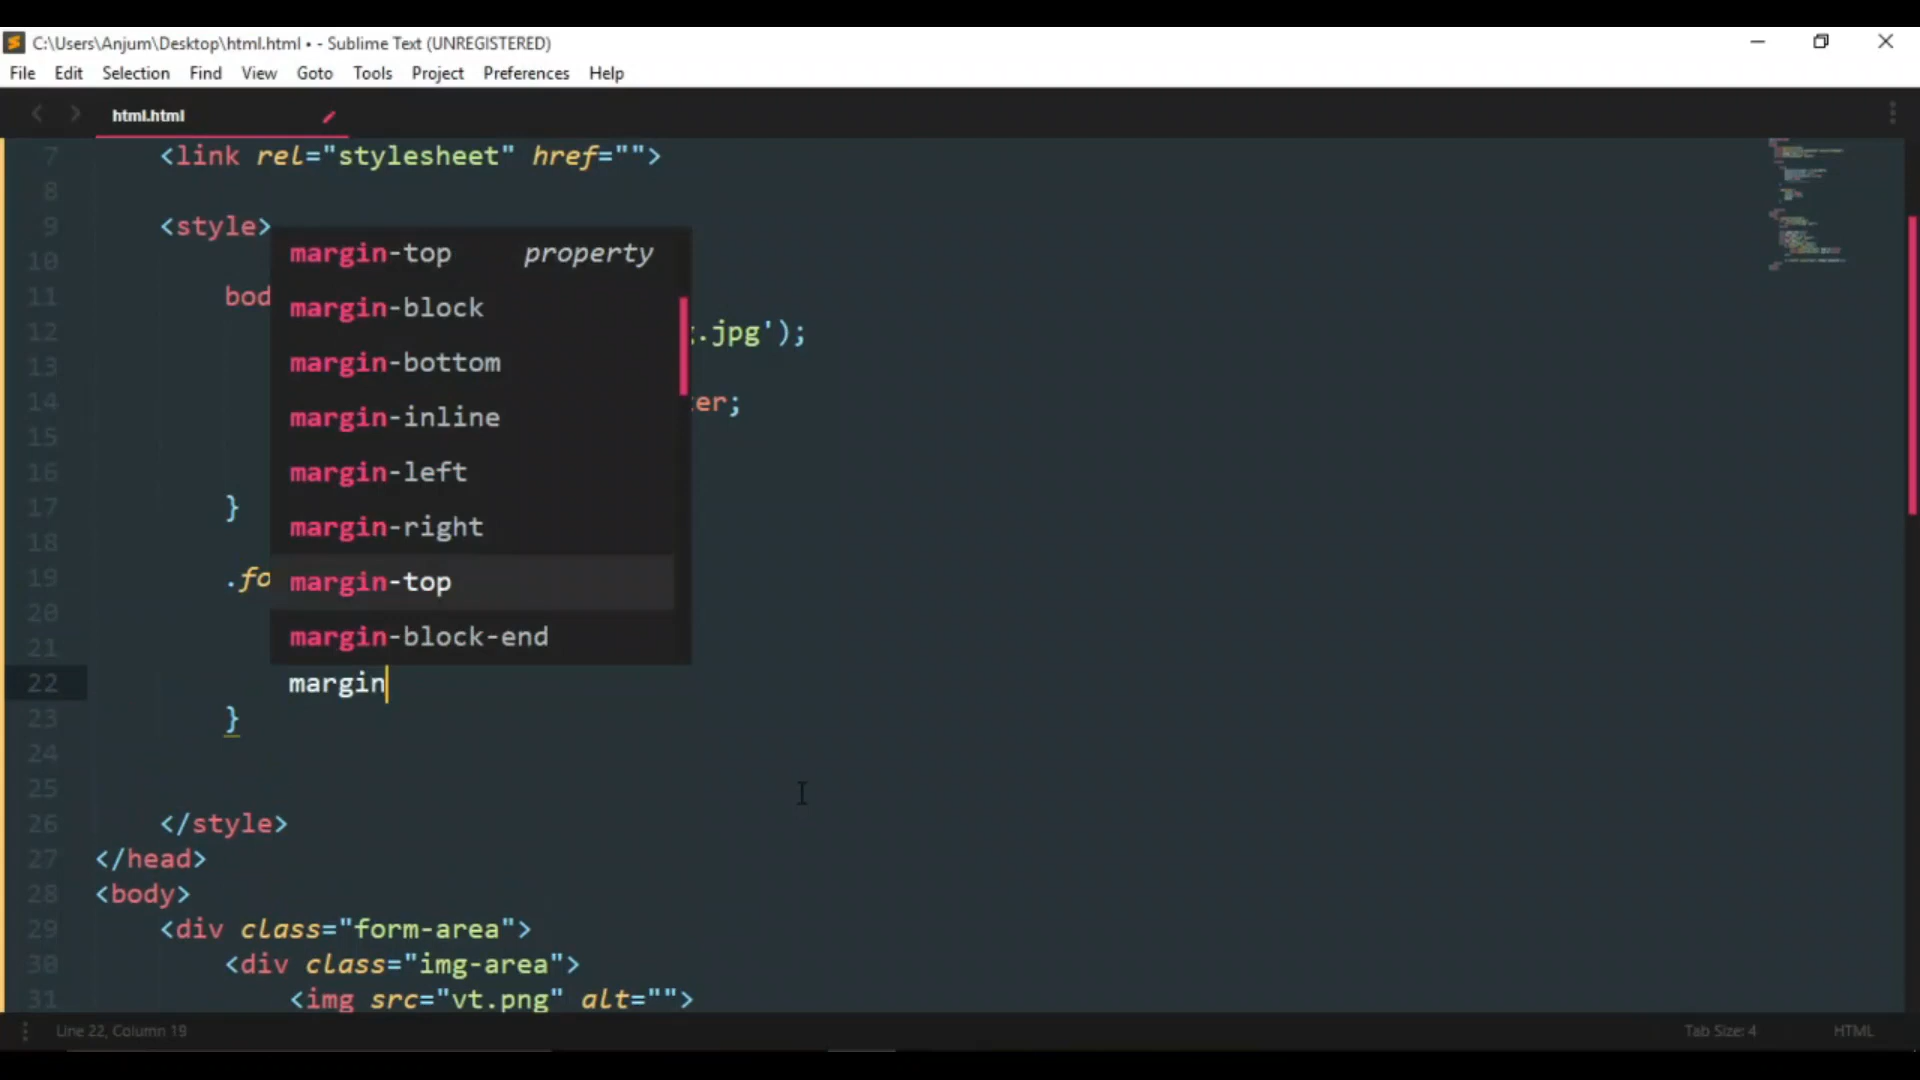 C:\Users\Anjum\Desktop\html.html • - Sublime Text (UNREGISTERED)
File Edit Selection Find View Goto Tools Project Preferences Help
html.html
7 <link rel="stylesheet" href="">
8
9 <style>
margin-top property
10
margin-block
11 bod
12 g.jpg');
margin-bottom
13
14 ter;
margin-inline
15
margin-left
16
17 }
margin-right
18
19 .fo
margin-top
20
21
margin-block-end
22 margin
23 }
24
25
26 </style>
27 </head>
28 <body>
29 <div class="form-area">
30 <div class="img-area">
31 <img src="vt.png" alt="">
Line 22, Column 19 Tab Size: 4 HTML